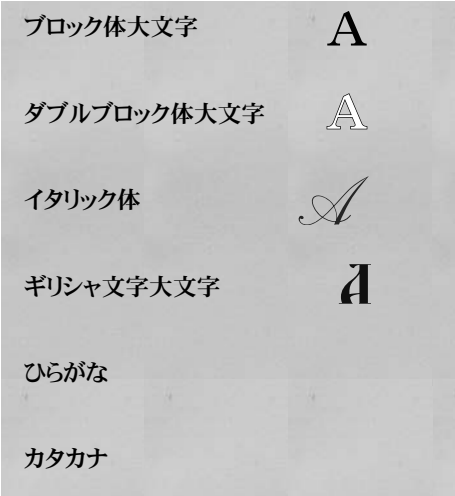 ブロック体大文字 A
ダブルブロック体大文字 A
イタリック体 A
ギリシャ文字大文字 A
ひらがな
カタカナ